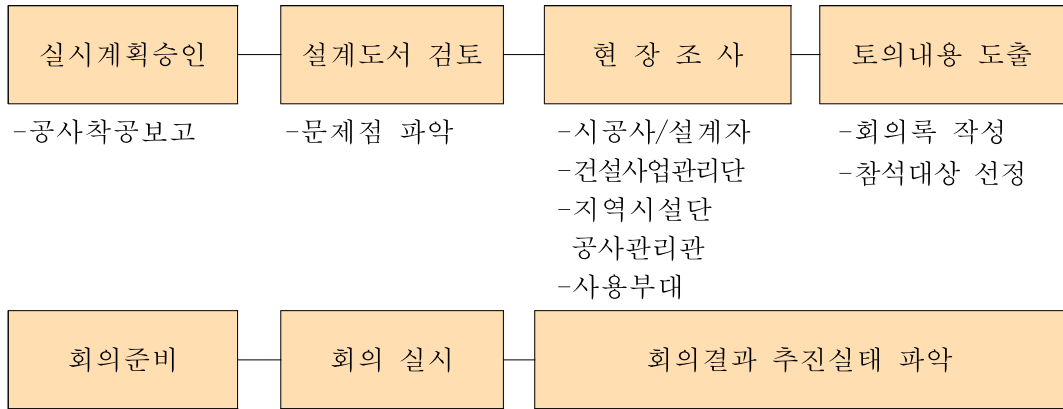 실시계획승인
-공사착공보고
설계도서 검토
-문제점 파악
현 장 조 사
-시공사/설계자
-건설사업관리단
-지역시설단
공사관리관
-사용부대
토의내용 도출
-회의록 작성
-참석대상 선정
회의준비
회의 실시
회의결과 추진실태 파악